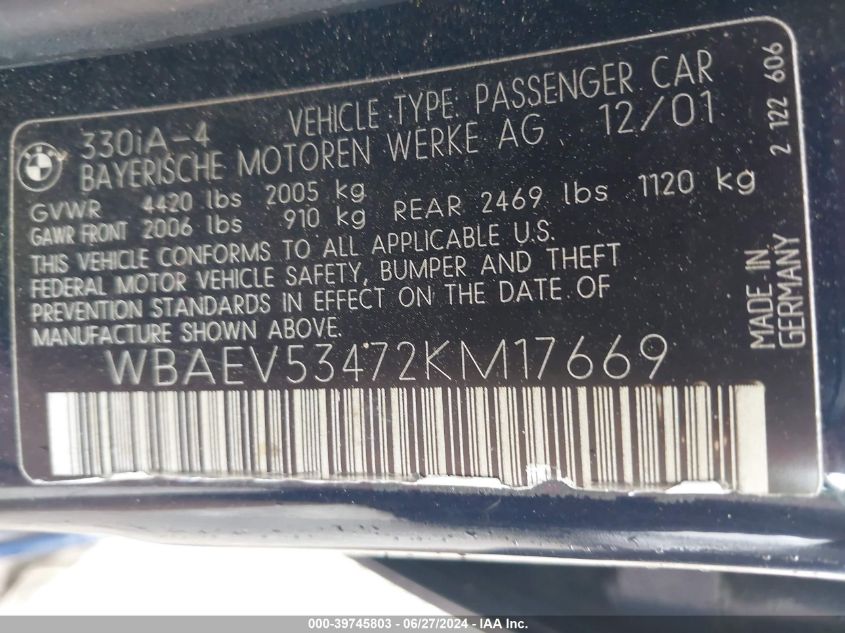 BMW
330iA-4 VEHICLE TYPE PASSENGER CAR
BAYERISCHE MOTOREN WERKE AG 12/01
GVWR 4420 lbs 2005 kg
GAWR FRONT 2006 lbs 910 kg REAR 2469 lbs 1120 kg
THIS VEHICLE CONFORMS TO ALL APPLICABLE U.S.
FEDERAL MOTOR VEHICLE SAFETY, BUMPER AND THEFT
PREVENTION STANDARDS IN EFFECT ON THE DATE OF
MANUFACTURE SHOWN ABOVE.
WBAEV53472KM17669
2 122 606
MADE IN
GERMANY
000-39745803 - 06/27/2024 - IAA Inc.